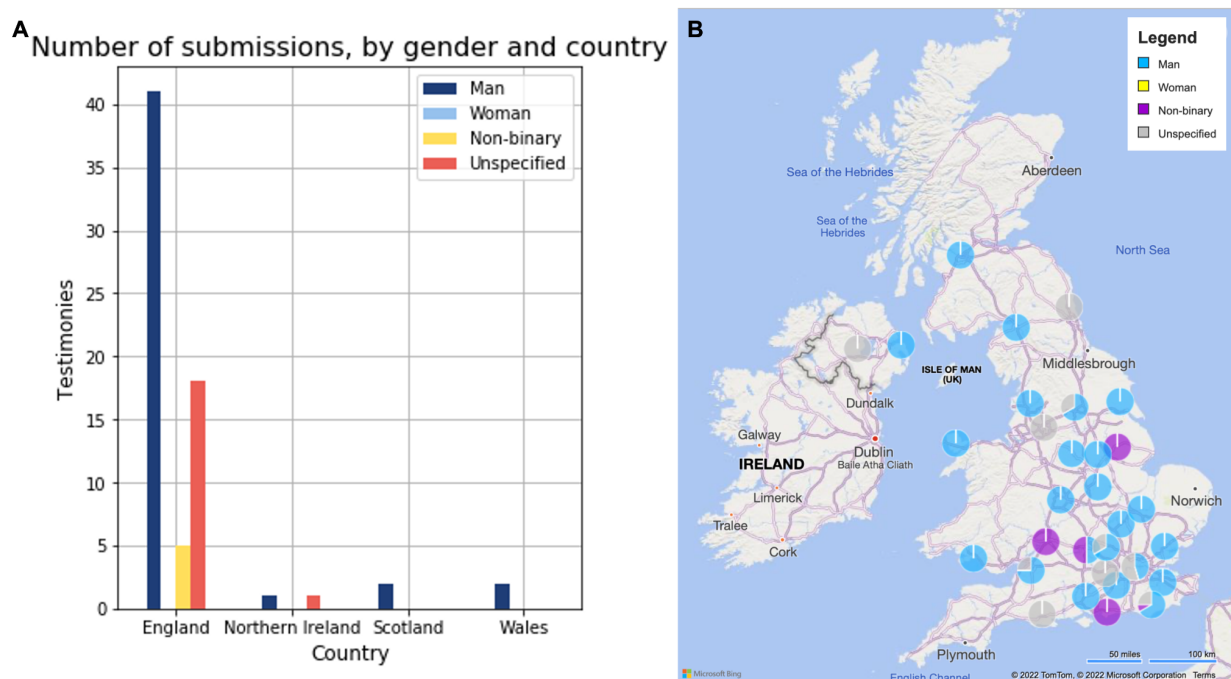 A
Number of submissions, by gender and country
Man
Woman
Non-binary
Unspecified
40
35
30
25
20
15
10
5
0
Testimonies
England Northern Ireland Scotland Wales
Country
B
Legend
Man
Woman
Non-binary
Unspecified
Aberdeen
Sea of the Hebrides
Sea of the
Hebrides
North Sea
ISLE OF MAN
(UK)
Middlesbrough
Dundalk
Galway
Dublin
Baile Atha Cliath
IRELAND
Limerick
Norwich
Tralee
Cork
Plymouth
50 miles 100 km
Microsoft Bing
English Channel
© 2022 TomTom, © 2022 Microsoft Corporation Terms